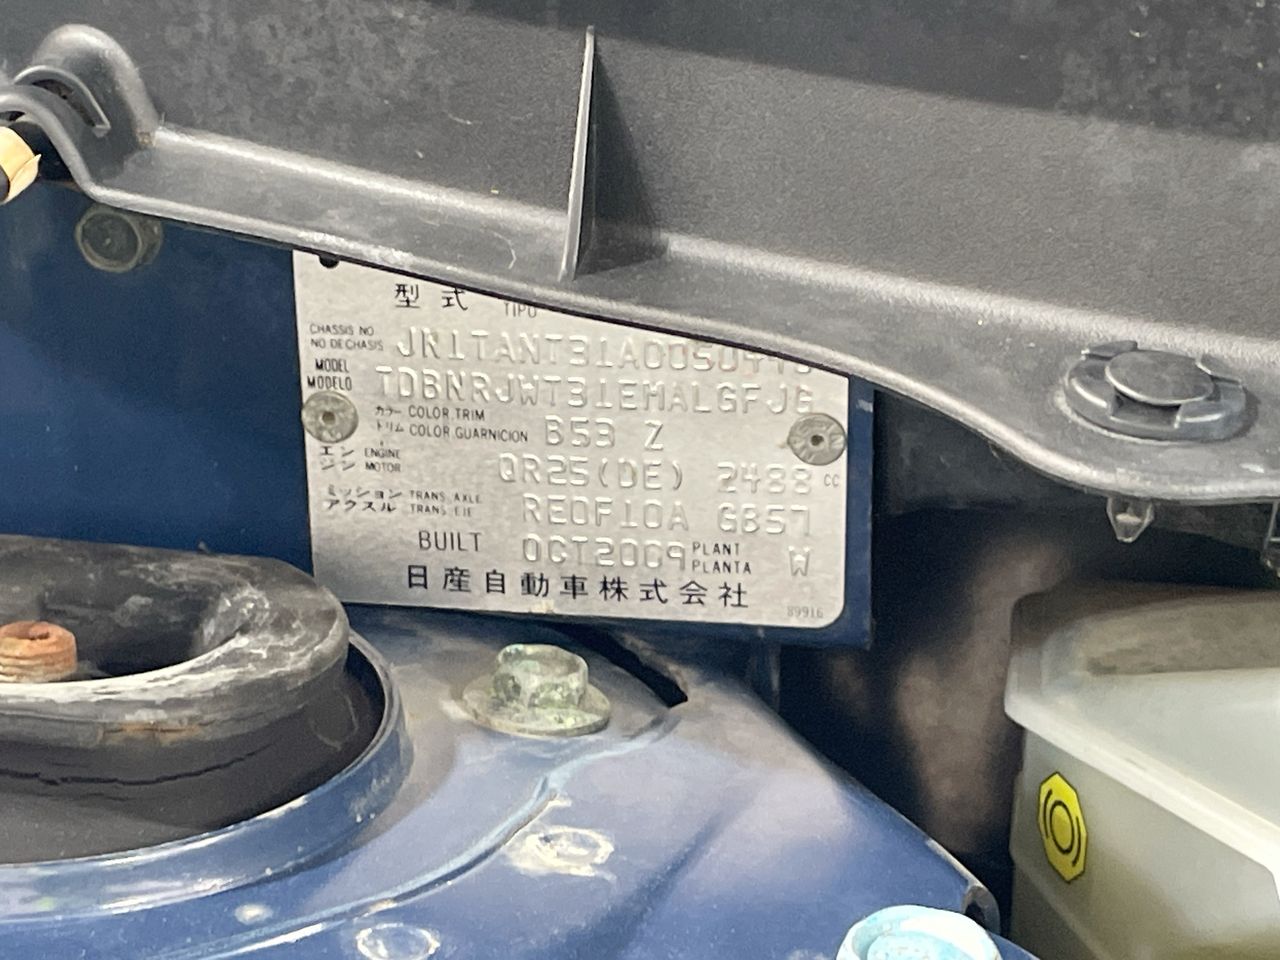 型式 TIPO
CHASSIS NO
NO DE CHASIS
MODEL
MODELO TDBNRJWT31EMALGFJG
カラー COLOR, TRIM
トリム COLOR, GUARNICION B53 Z
エンジン ENGINE
MOTOR QR25(DE) 2488 CC
ミッション TRANS. AXLE
アクスル TRANS. EJE RE0F10A GB57
BUILT OCT2009 PLANT
PLANTA W
日産自動車株式会社
89916